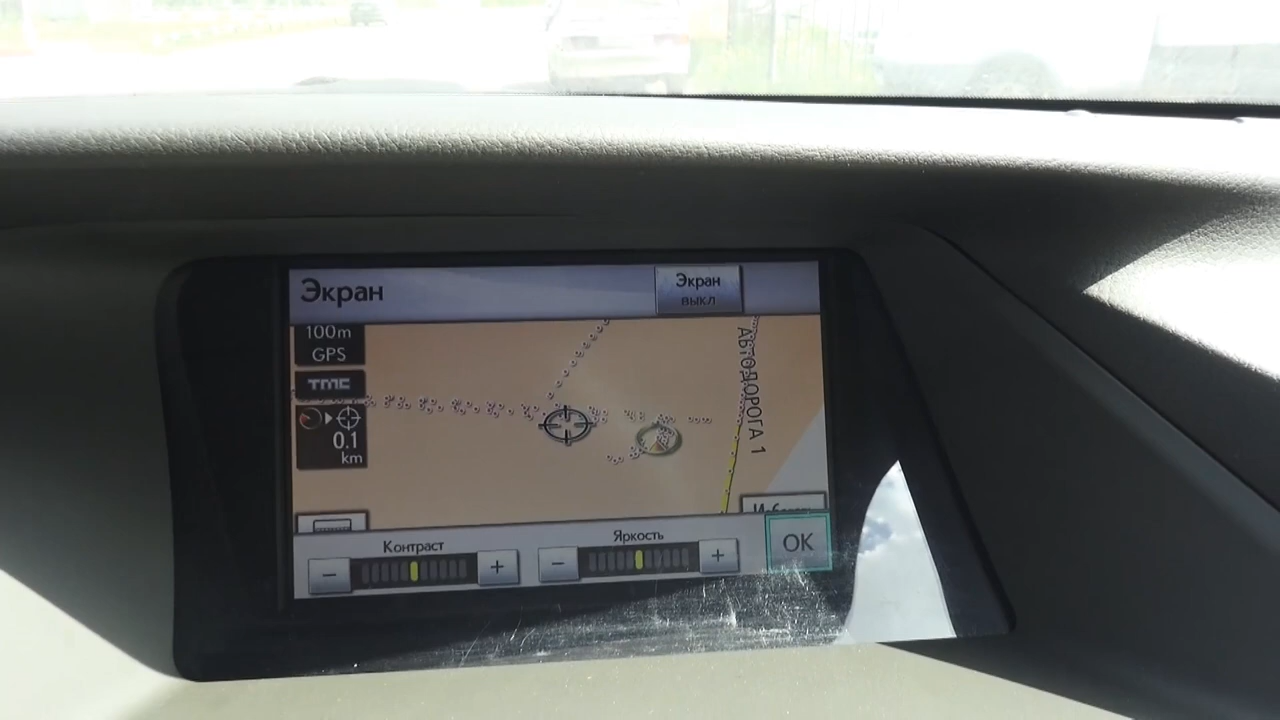 Экран
Экран
выкл
100m
GPS
TMC
0.1
km
АВТОДОРОГА 1
Контраст
Яркость
− +
− +
OK